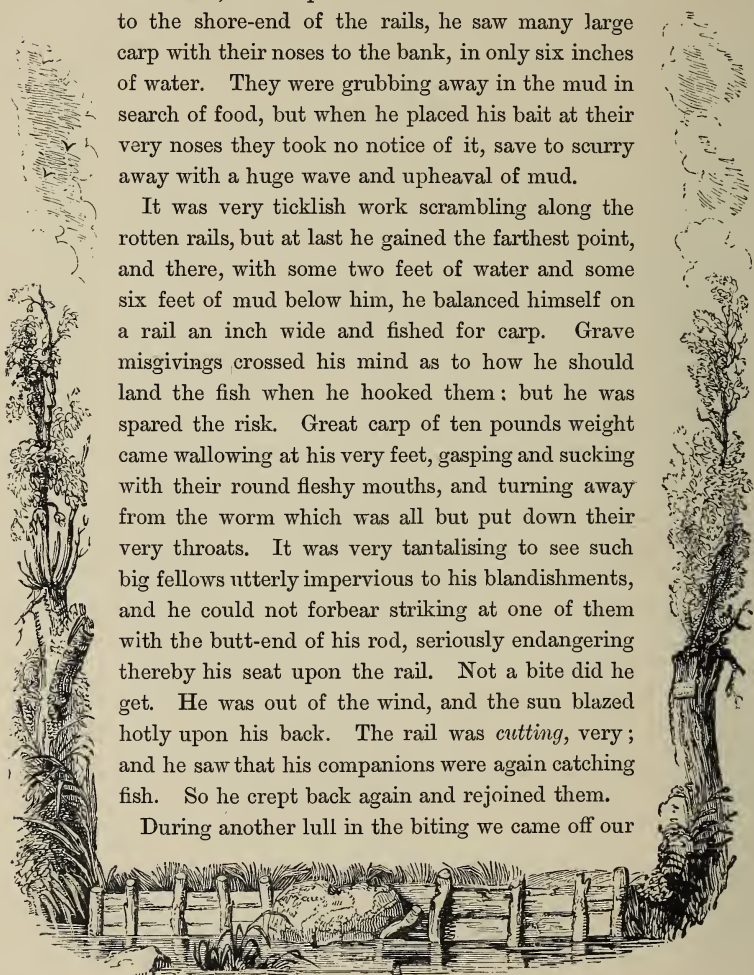 to the shore-end of the rails, he saw many large
carp with their noses to the bank, in only six inches
of water. They were grubbing away in the mud in
search of food, but when he placed his bait at their
very noses they took no notice of it, save to scurry
away with a huge wave and upheaval of mud.
It was very ticklish work scrambling along the
rotten rails, but at last he gained the farthest point,
and there, with some two feet of water and some
six feet of mud below him, he balanced himself on
a rail an inch wide and fished for carp. Grave
misgivings crossed his mind as to how he should
land the fish when he hooked them: but he was
spared the risk. Great carp of ten pounds weight
came wallowing at his very feet, gasping and sucking
with their round fleshy mouths, and turning away
from the worm which was all but put down their
very throats. It was very tantalising to see such
big fellows utterly impervious to his blandishments,
and he could not forbear striking at one of them
with the butt-end of his rod, seriously endangering
thereby his seat upon the rail. Not a bite did he
get. He was out of the wind, and the sun blazed
hotly upon his back. The rail was cutting, very;
and he saw that his companions were again catching
fish. So he crept back again and rejoined them.
During another lull in the biting we came off our